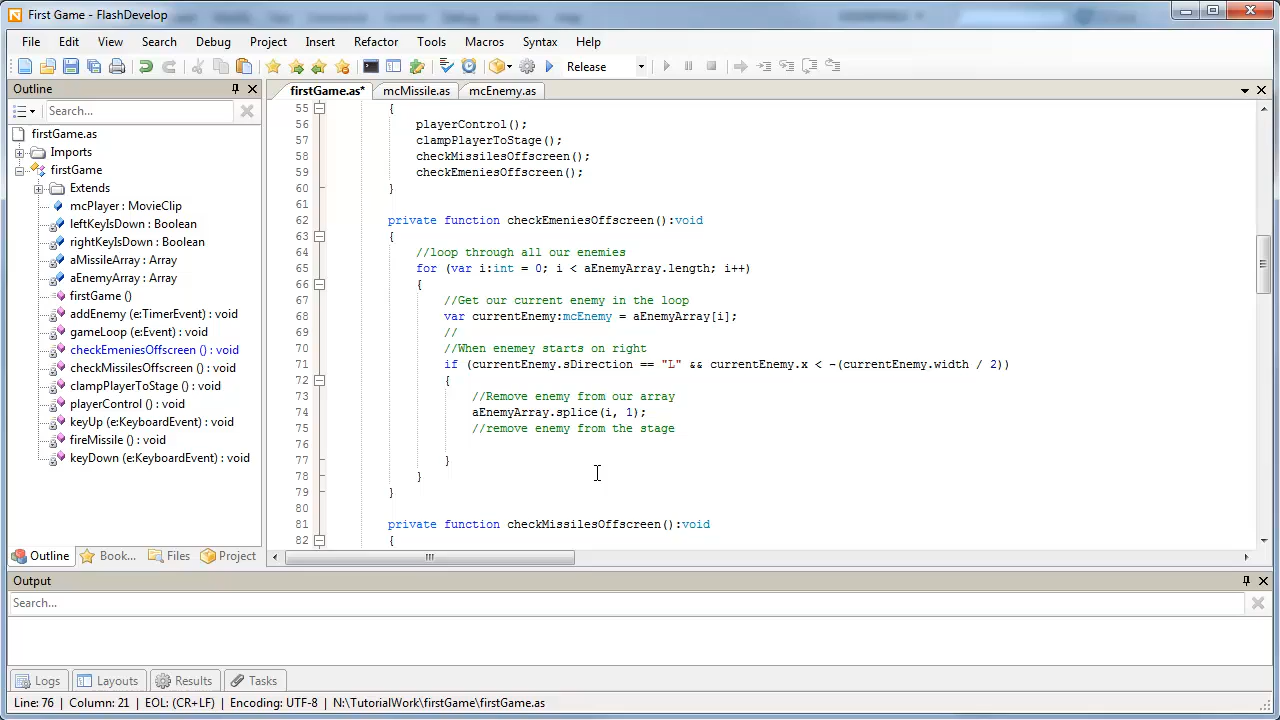 First Game - FlashDevelop
File Edit View Search Debug Project Insert Refactor Tools Macros Syntax Help
Release
Outline
Search...
firstGame.as
Imports
firstGame
Extends
mcPlayer : MovieClip
leftKeyIsDown : Boolean
rightKeyIsDown : Boolean
aMissileArray : Array
aEnemyArray : Array
firstGame ()
addEnemy (e:TimerEvent) : void
gameLoop (e:Event) : void
checkEmeniesOffscreen () : void
checkMissilesOffscreen () : void
clampPlayerToStage () : void
playerControl () : void
keyUp (e:KeyboardEvent) : void
fireMissile () : void
keyDown (e:KeyboardEvent) : void
Outline Book... Files Project
firstGame.as* mcMissile.as mcEnemy.as
55 {
56 playerControl();
57 clampPlayerToStage();
58 checkMissilesOffscreen();
59 checkEmeniesOffscreen();
60 }
61
62 private function checkEmeniesOffscreen():void
63 {
64 //loop through all our enemies
65 for (var i:int = 0; i < aEnemyArray.length; i++)
66 {
67 //Get our current enemy in the loop
68 var currentEnemy:mcEnemy = aEnemyArray[i];
69 //
70 //When enemey starts on right
71 if (currentEnemy.sDirection == "L" && currentEnemy.x < -(currentEnemy.width / 2))
72 {
73 //Remove enemy from our array
74 aEnemyArray.splice(i, 1);
75 //remove enemy from the stage
76
77 }
78 }
79 }
80
81 private function checkMissilesOffscreen():void
82 {
Output
Search...
Logs Layouts Results Tasks
Line: 76 Column: 21 EOL: (CR+LF) Encoding: UTF-8 N:\TutorialWork\firstGame\firstGame.as